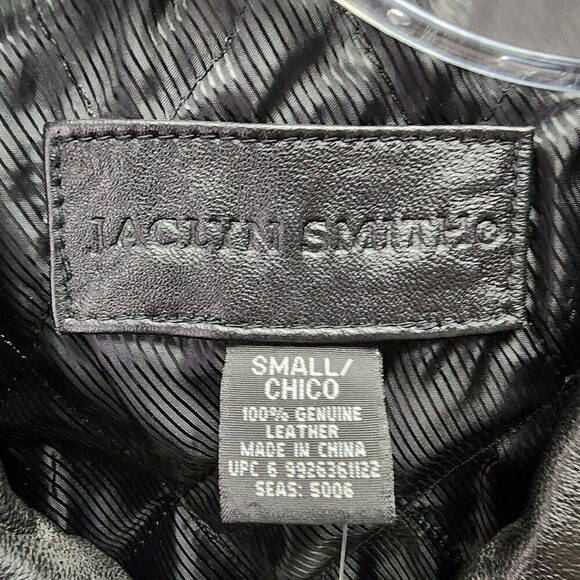 JACLYN SMITH®
SMALL/
CHICO
100% GENUINE
LEATHER
MADE IN CHINA
UPC 6 9926361122
SEAS: 5006